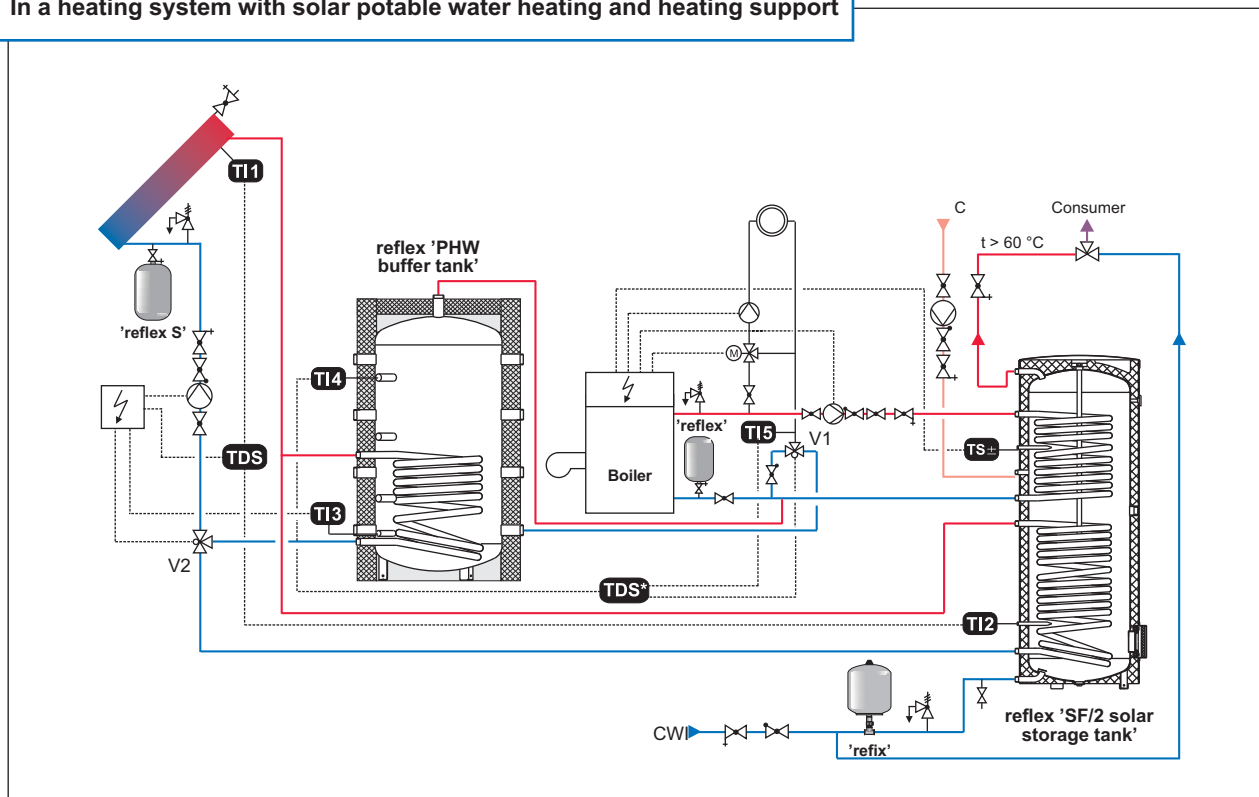 In a heating system with solar potable water heating and heating support
TI1
C
Consumer
t > 60 °C
reflex 'PHW
buffer tank'
'reflex S'
M
TI4
'reflex'
TI5
V1
TS±
TDS
Boiler
TI3
V2
TDS*
TI2
reflex 'SF/2 solar
storage tank'
CWI
'refix'